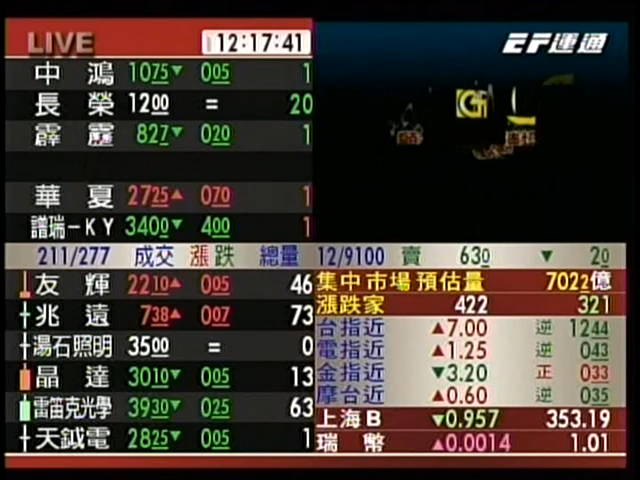 LIVE 12:17:41
EF運通
中鴻 1075▼ 005 1
長榮 1200 = 20
霹靂 827▼ 020 1
華夏 2725▲ 070 1
譜瑞-KY 3400▼ 400 1
211/277 成交 漲跌 總量
12/9100 賣 630 ▼ 20
友輝 2210▲ 005 46
兆遠 738▲ 007 73
湯石照明 3500 = 0
晶達 3010▼ 005 13
雷笛克光學 3930▼ 025 63
天鉞電 2825▼ 005 1
集中市場預估量 7022億
漲跌家 422 321
台指近 ▲7.00 逆 1244
電指近 ▲1.25 逆 043
金指近 ▼3.20 正 033
摩台近 ▲0.60 逆 035
上海B ▼0.957 353.19
瑞幣 ▲0.0014 1.01